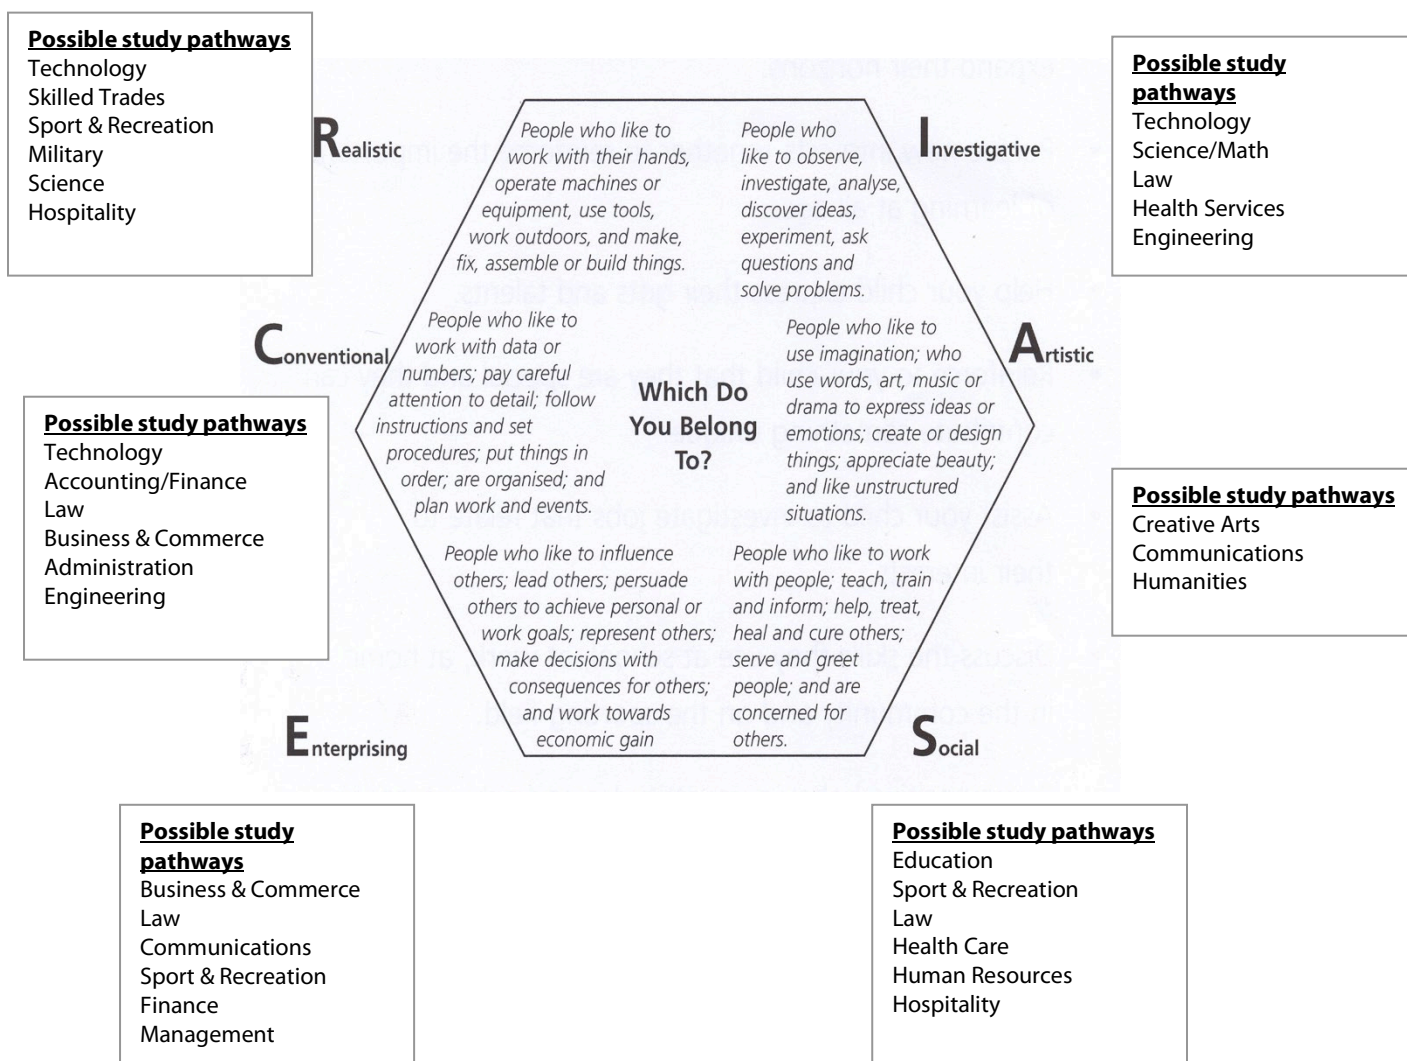 Possible study pathways
Technology
Skilled Trades
Sport & Recreation
Military
Science
Hospitality
Realistic
People who like to
work with their hands,
operate machines or
equipment, use tools,
work outdoors, and make,
fix, assemble or build things.
People who
like to observe,
investigate, analyse,
discover ideas,
experiment, ask
questions and
solve problems.
Investigative
Possible study
pathways
Technology
Science/Math
Law
Health Services
Engineering
Conventional
People who like to
work with data or
numbers; pay careful
attention to detail; follow
instructions and set
procedures; put things in
order; are organised; and
plan work and events.
Which Do
You Belong
To?
People who like to
use imagination; who
use words, art, music or
drama to express ideas or
emotions; create or design
things; appreciate beauty;
and like unstructured
situations.
Artistic
Possible study pathways
Technology
Accounting/Finance
Law
Business & Commerce
Administration
Engineering
Possible study pathways
Creative Arts
Communications
Humanities
People who like to influence
others; lead others; persuade
others to achieve personal or
work goals; represent others;
make decisions with
consequences for others;
and work towards
economic gain
People who like to work
with people; teach, train
and inform; help, treat,
heal and cure others;
serve and greet
people; and are
concerned for
others.
Enterprising
Social
Possible study
pathways
Business & Commerce
Law
Communications
Sport & Recreation
Finance
Management
Possible study pathways
Education
Sport & Recreation
Law
Health Care
Human Resources
Hospitality